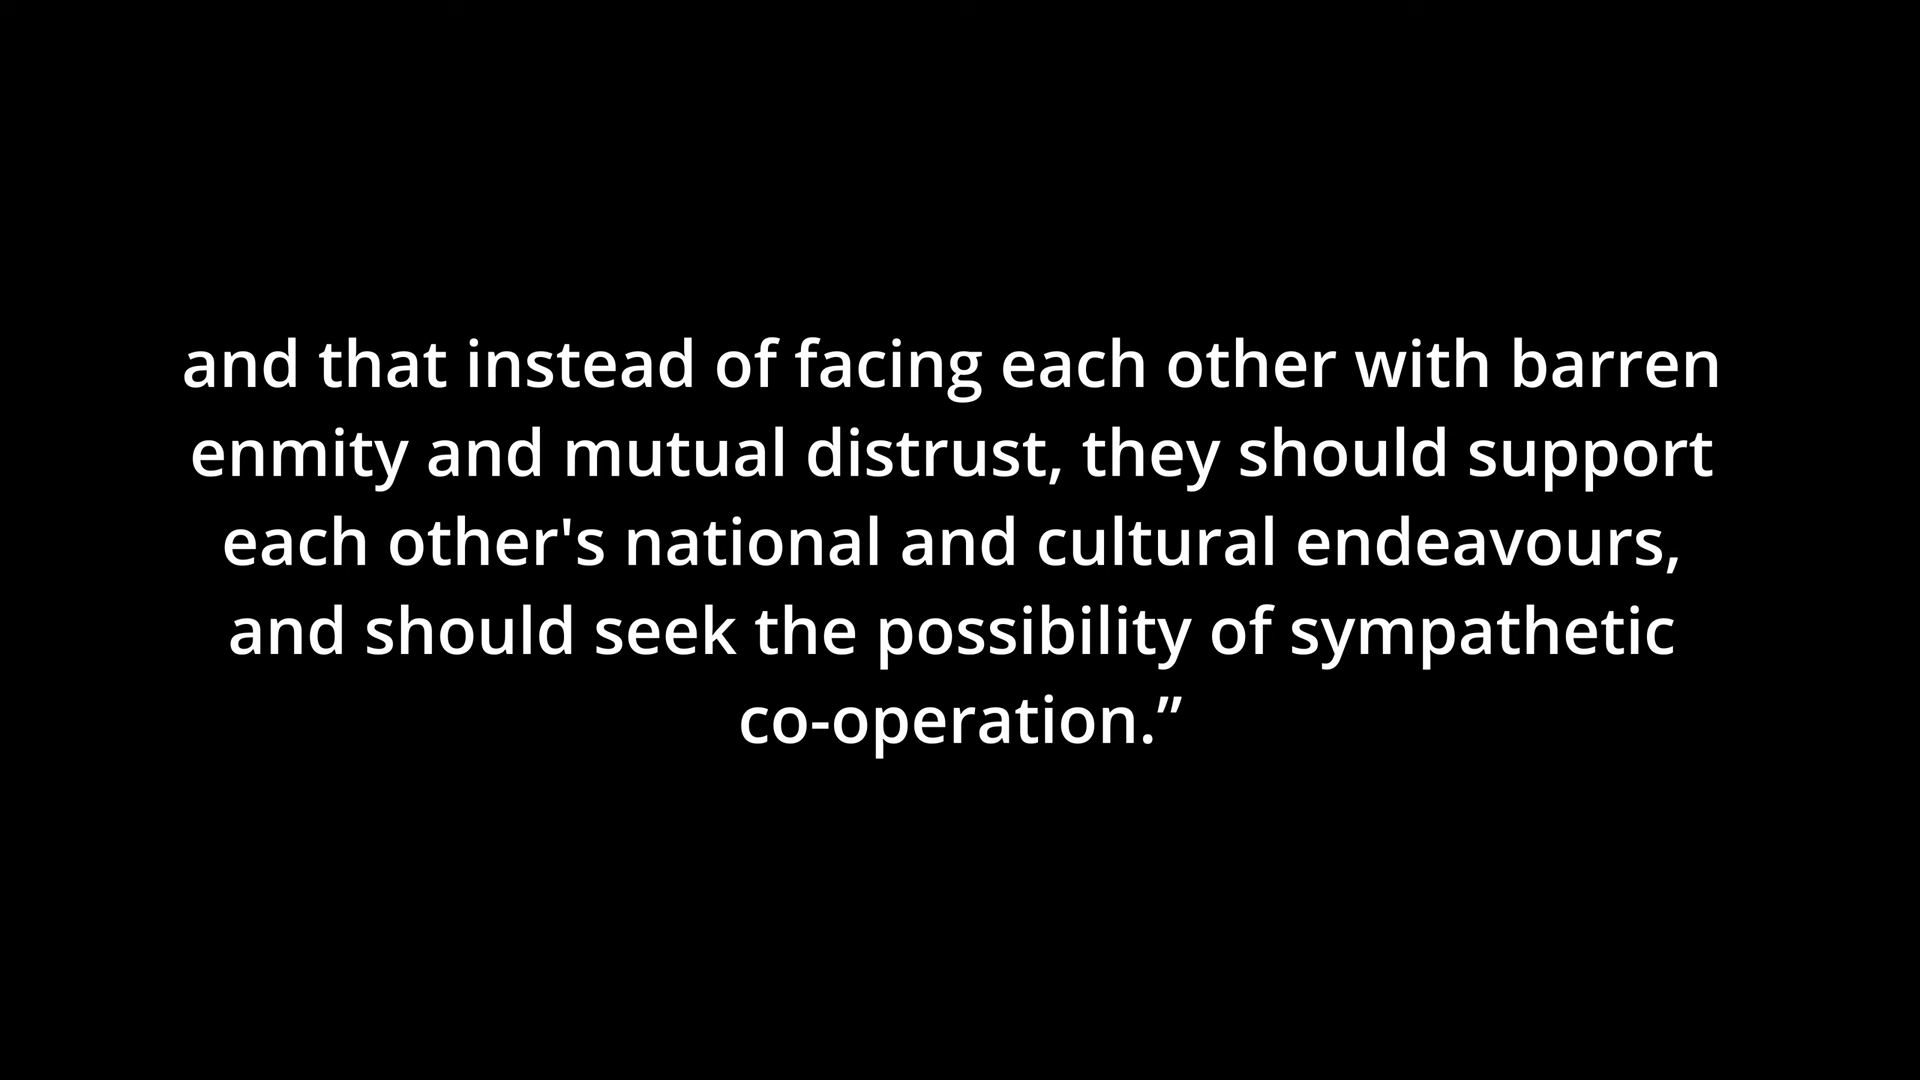 and that instead of facing each other with barren
enmity and mutual distrust, they should support
each other's national and cultural endeavours,
and should seek the possibility of sympathetic
co-operation.”